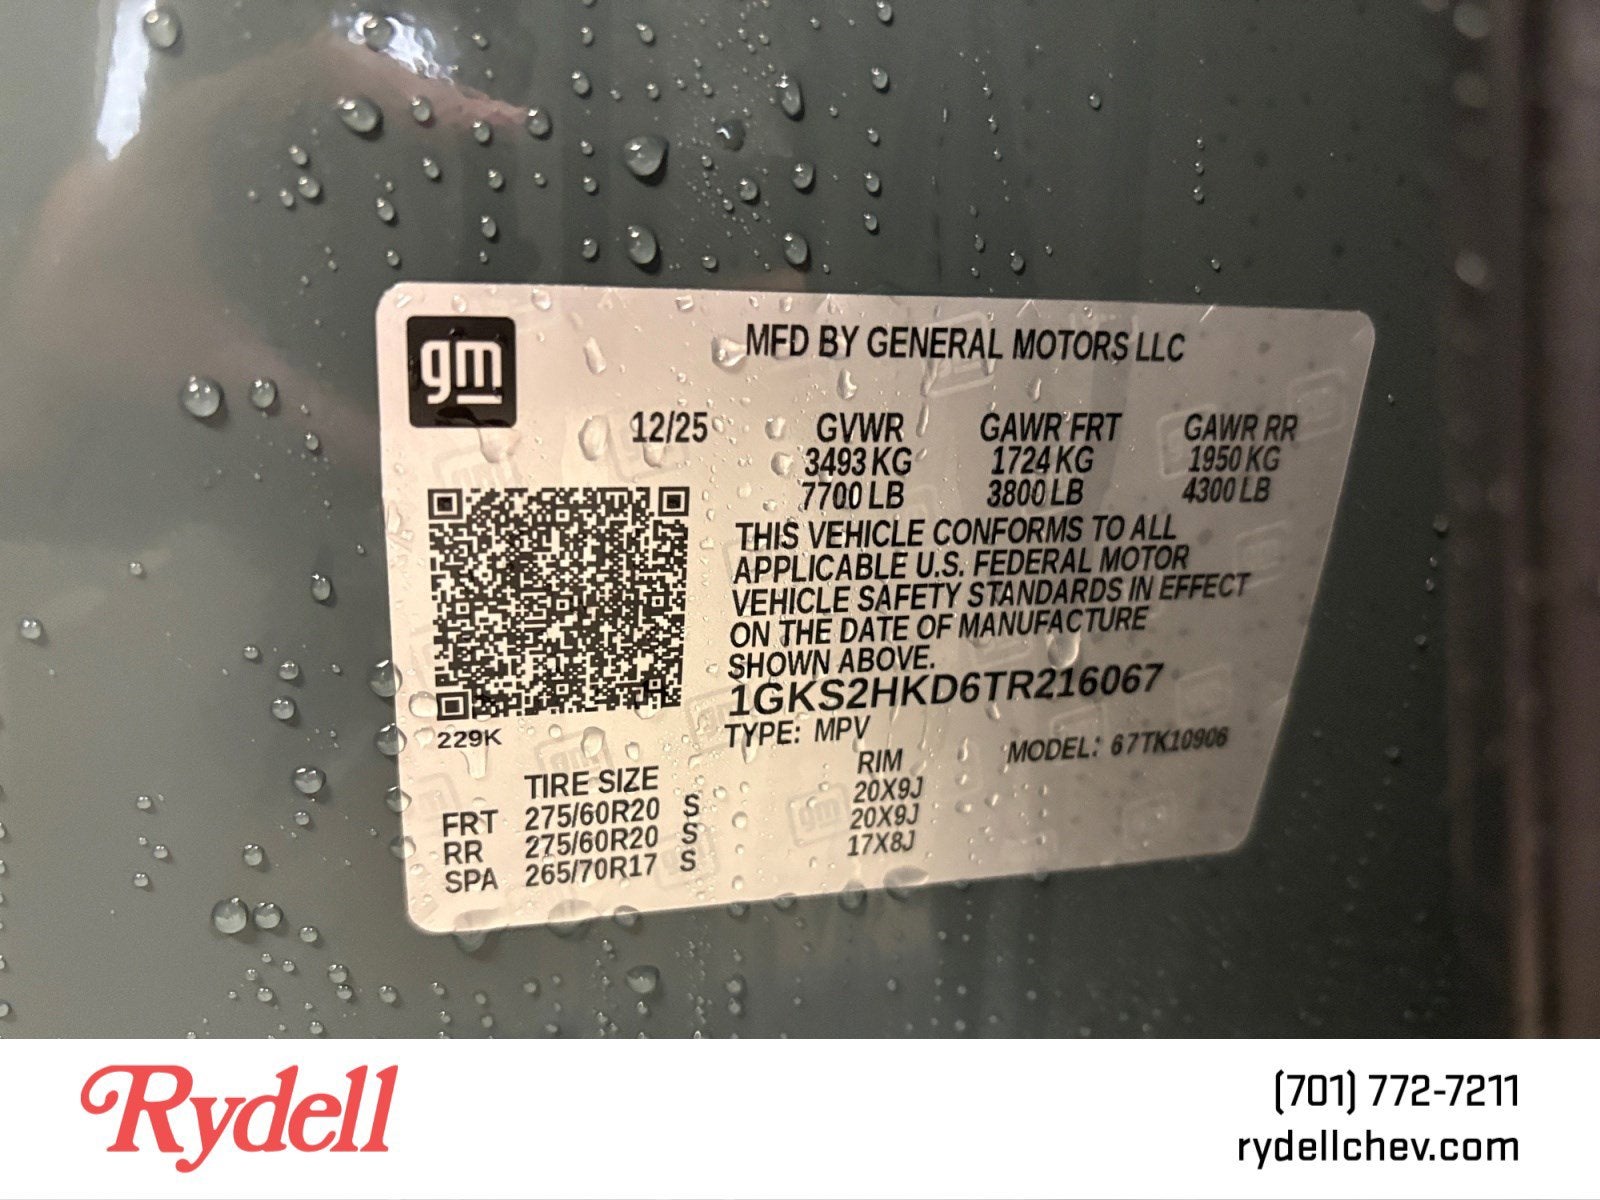 gm
MFD BY GENERAL MOTORS LLC
12/25 GVWR GAWR FRT GAWR RR
3493 KG 1724 KG 1950 KG
7700 LB 3800 LB 4300 LB
THIS VEHICLE CONFORMS TO ALL
APPLICABLE U.S. FEDERAL MOTOR
VEHICLE SAFETY STANDARDS IN EFFECT
ON THE DATE OF MANUFACTURE
SHOWN ABOVE.
1GKS2HKD6TR216067
229K
TYPE: MPV MODEL: 67TK10906
TIRE SIZE RIM
FRT 275/60R20 S 20X9J
RR 275/60R20 S 20X9J
SPA 265/70R17 S 17X8J
Rydell
(701) 772-7211
rydellchev.com